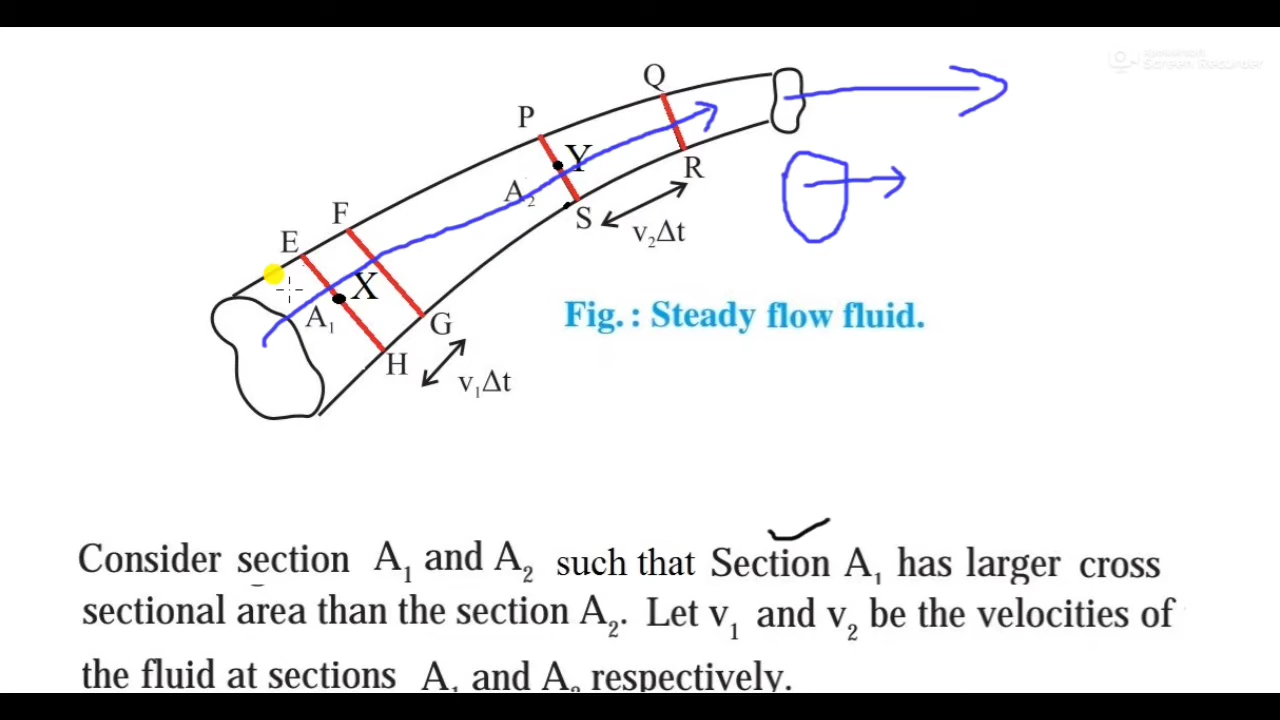 Screen Recorder
Q
P
Y
R
A₂
S
F
v₂Δt
E
X
A₁
G
Fig. : Steady flow fluid.
H
v₁Δt
Consider section A₁ and A₂ such that Section A₁ has larger cross
sectional area than the section A₂. Let v₁ and v₂ be the velocities of
the fluid at sections A₁ and A₂ respectively.